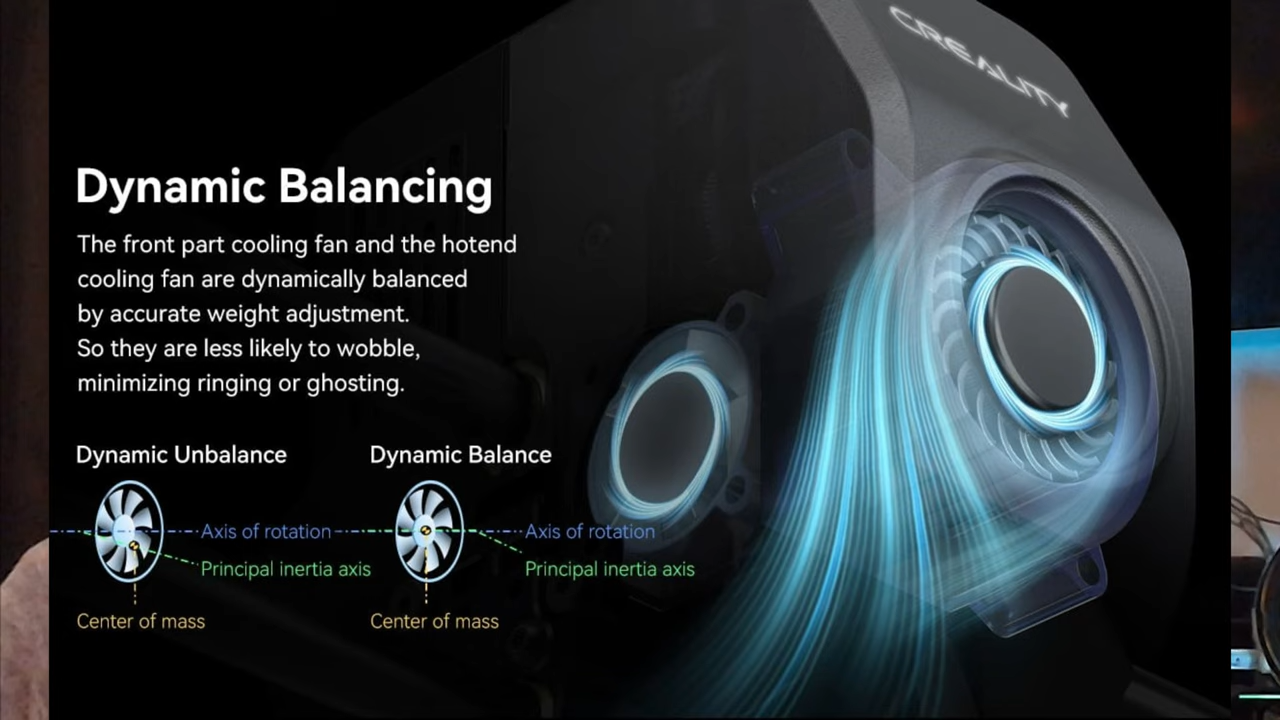 CREALITY
Dynamic Balancing
The front part cooling fan and the hotend
cooling fan are dynamically balanced
by accurate weight adjustment.
So they are less likely to wobble,
minimizing ringing or ghosting.
Dynamic Unbalance
Dynamic Balance
Axis of rotation
Axis of rotation
Principal inertia axis
Principal inertia axis
Center of mass
Center of mass